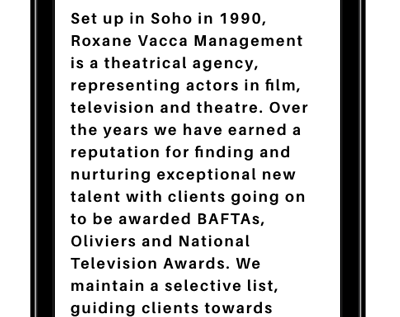 Set up in Soho in 1990,
Roxane Vacca Management
is a theatrical agency,
representing actors in film,
television and theatre. Over
the years we have earned a
reputation for finding and
nurturing exceptional new
talent with clients going on
to be awarded BAFTAs,
Oliviers and National
Television Awards. We
maintain a selective list,
guiding clients towards